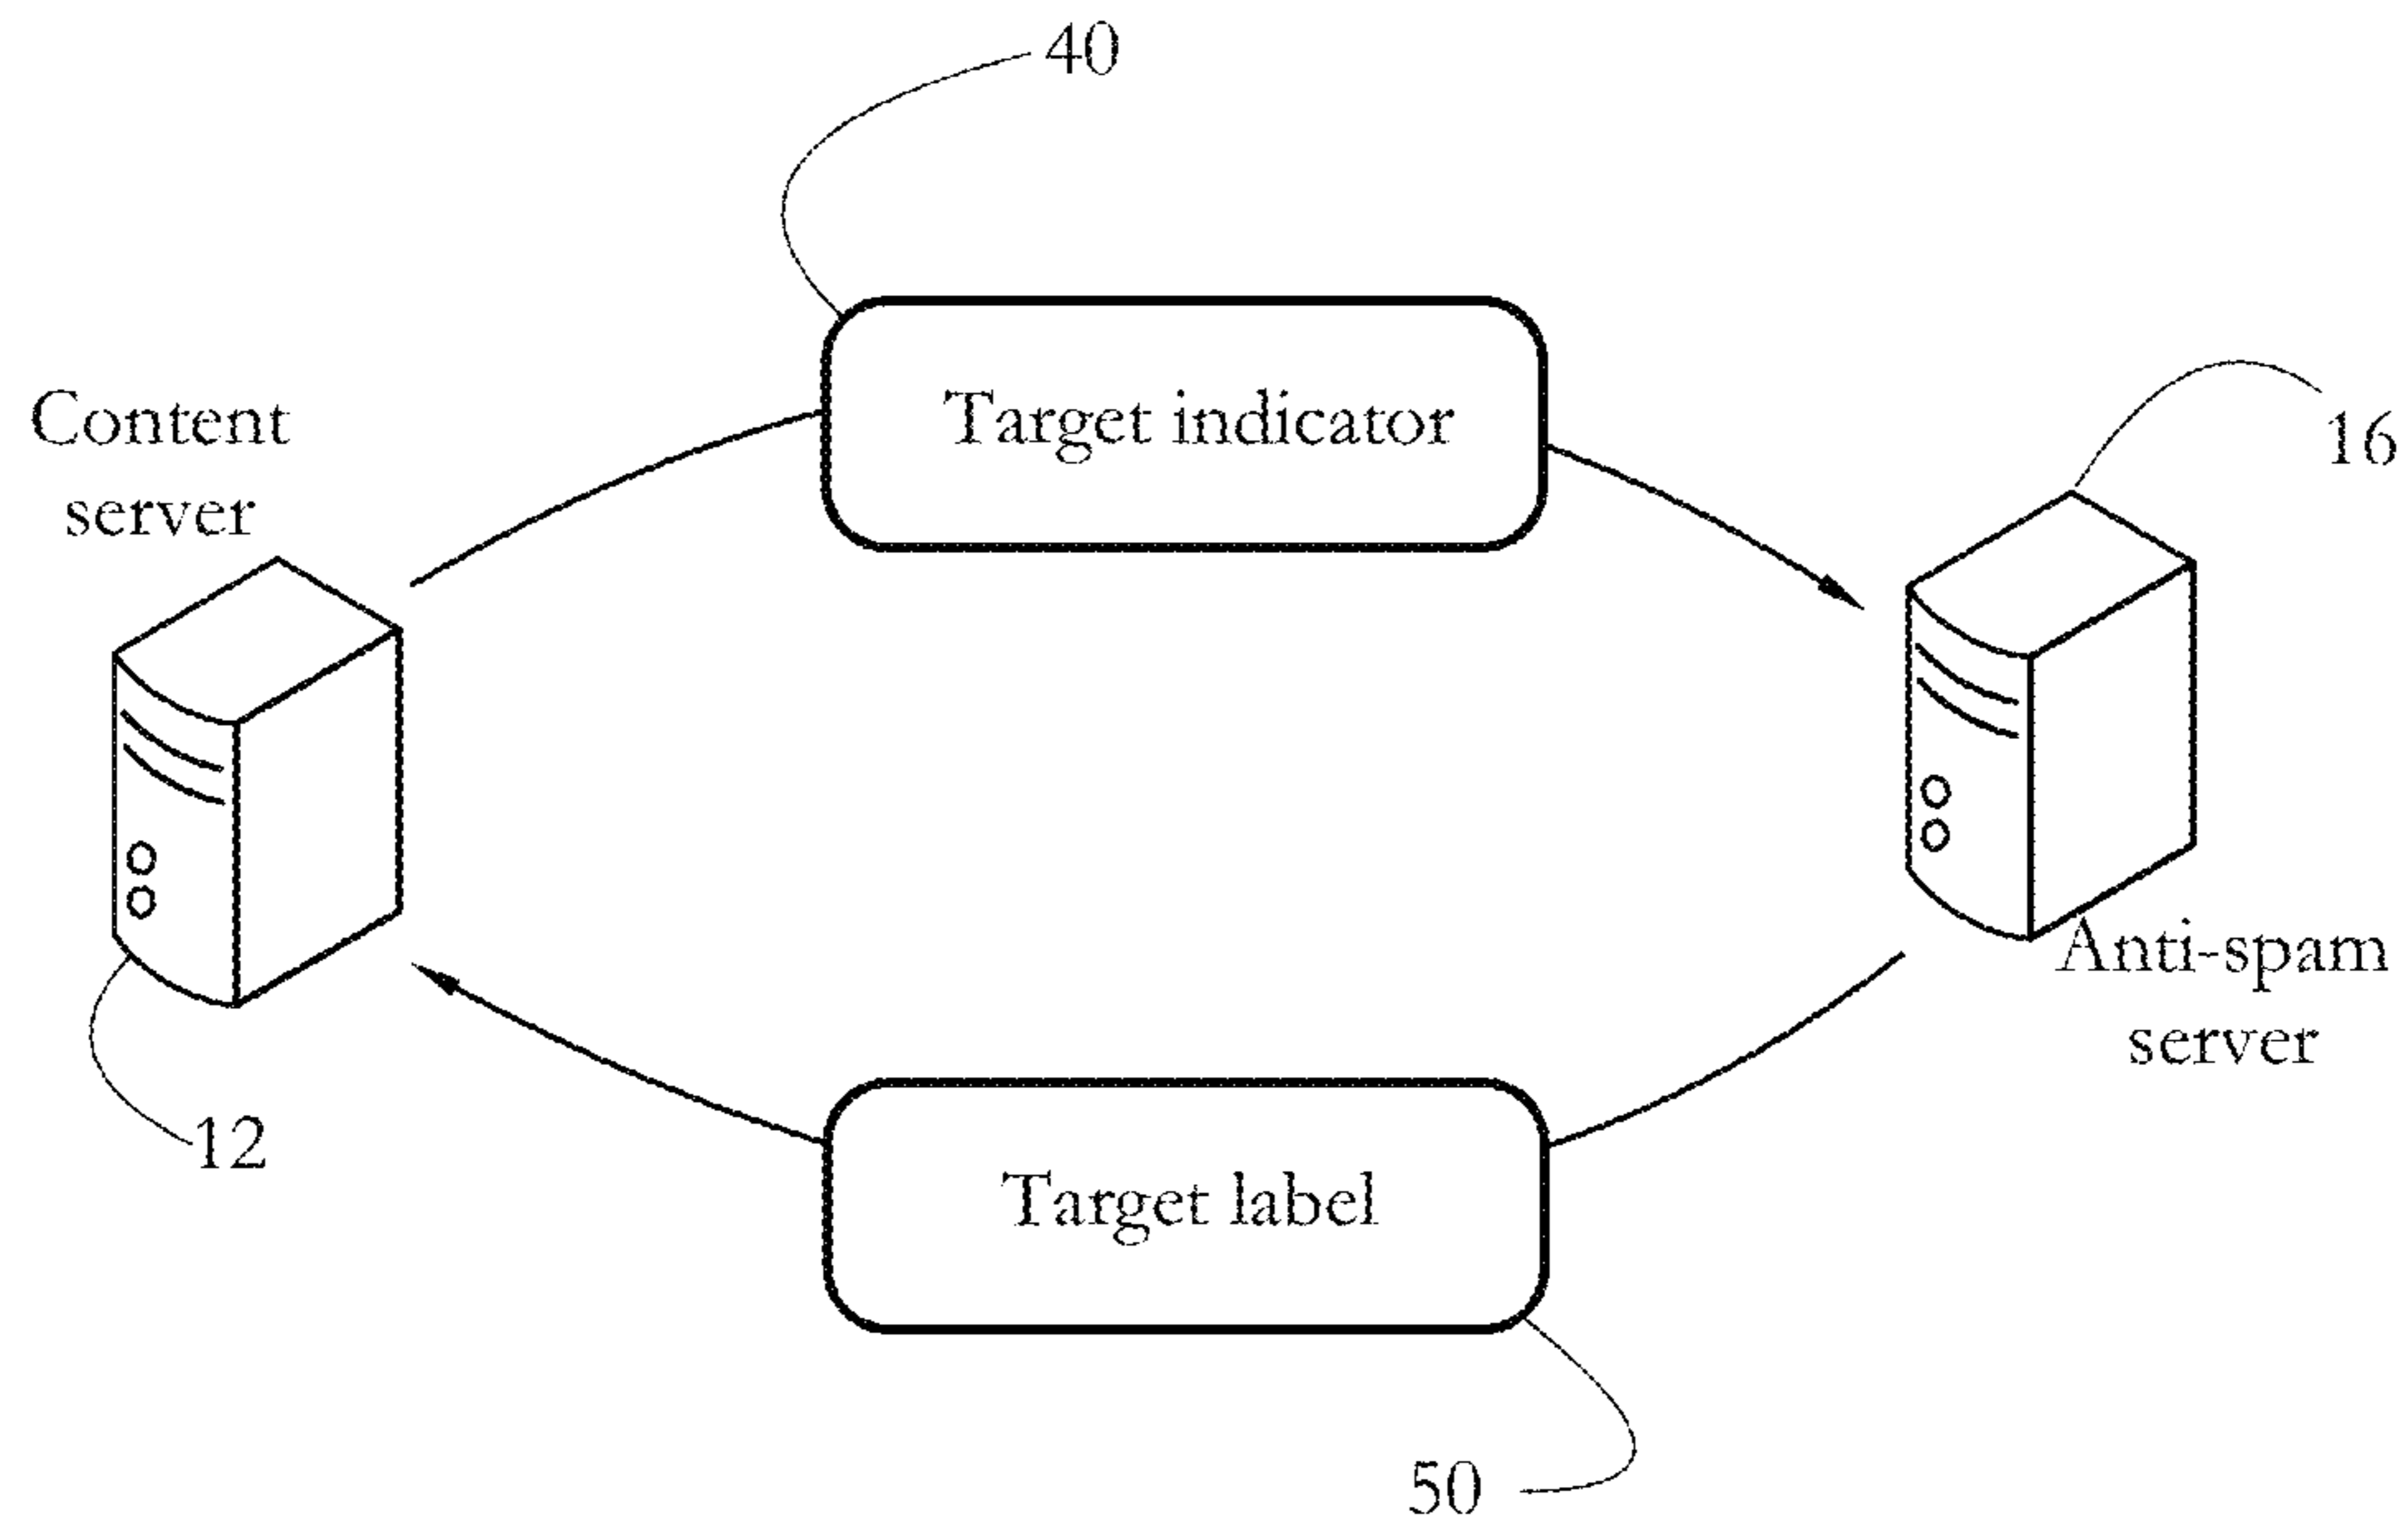 40
Content
server
Target indicator
16
Anti-spam
server
12
Target label
50